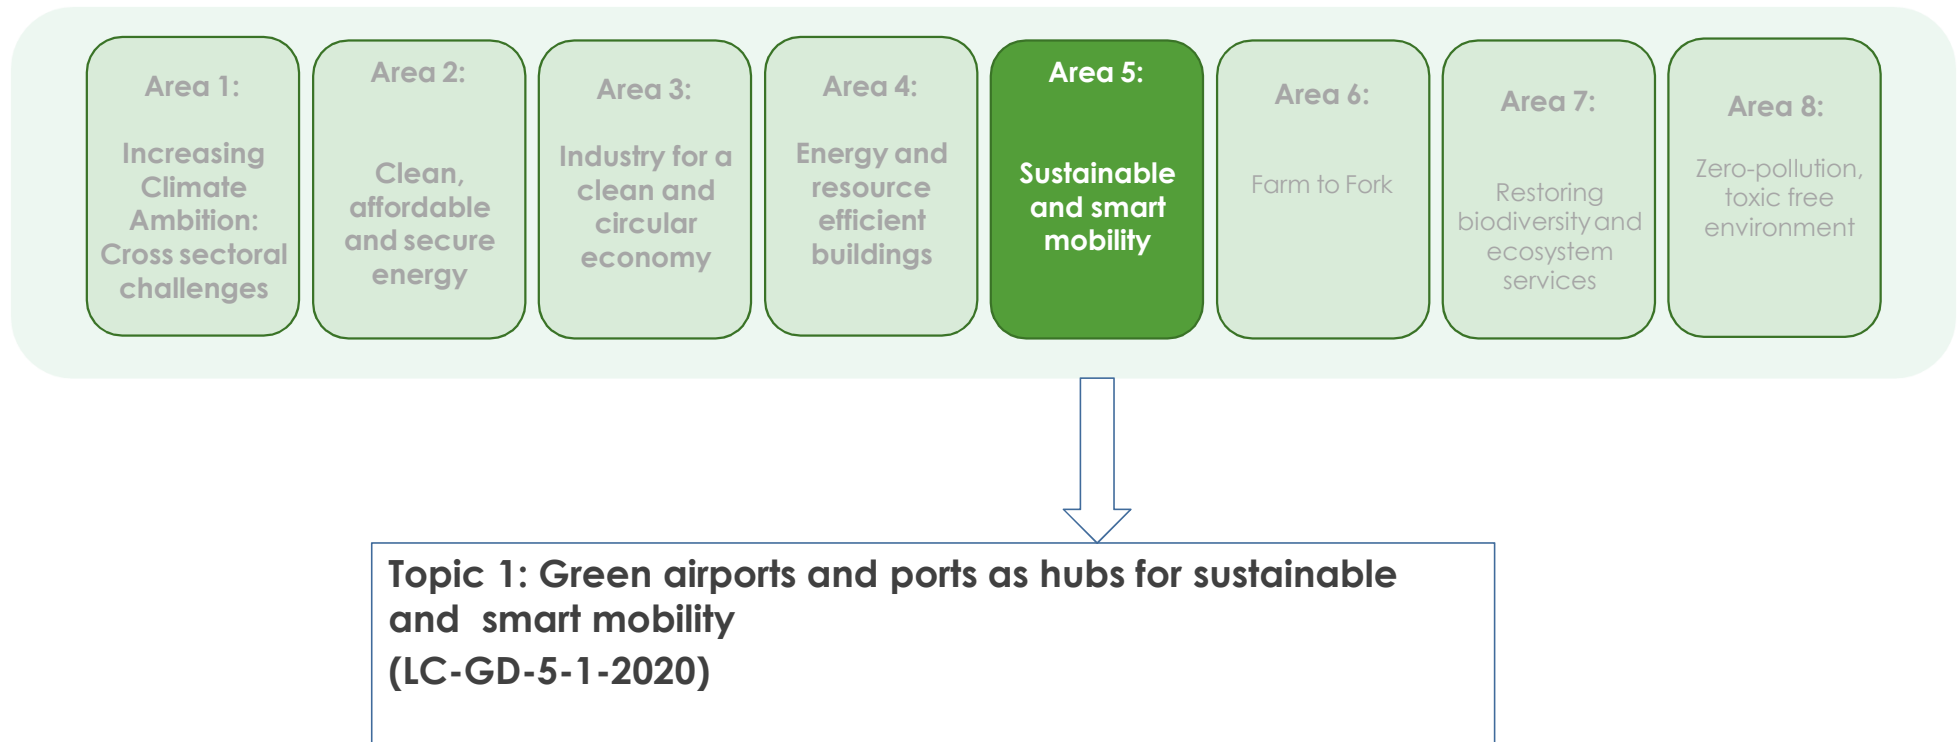 Area 1:
Increasing
Climate
Ambition:
Cross sectoral
challenges
Area 2:
Clean,
affordable
and secure
energy
Area 3:
Industry for a
clean and
circular
economy
Area 4:
Energy and
resource
efficient
buildings
Area 5:
Sustainable
and smart
mobility
Area 6:
Farm to Fork
Area 7:
Restoring
biodiversity and
ecosystem
services
Area 8:
Zero-pollution,
toxic free
environment
Topic 1: Green airports and ports as hubs for sustainable
and smart mobility
(LC-GD-5-1-2020)